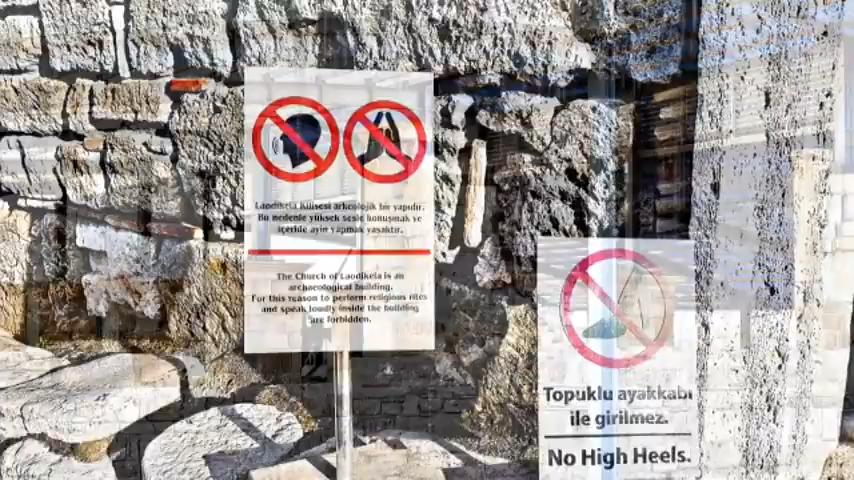 Laodikeia Kilisesi arkeolojik bir yapıdır.
Bu nedenle yüksek sesle konuşmak ve
içeride ayin yapmak yasaktır.
The Church of Laodikeia is an
archaeological building.
For this reason to perform religious rites
and speak loudly inside the building
are forbidden.
Topuklu ayakkabı
ile girilmez.
No High Heels.